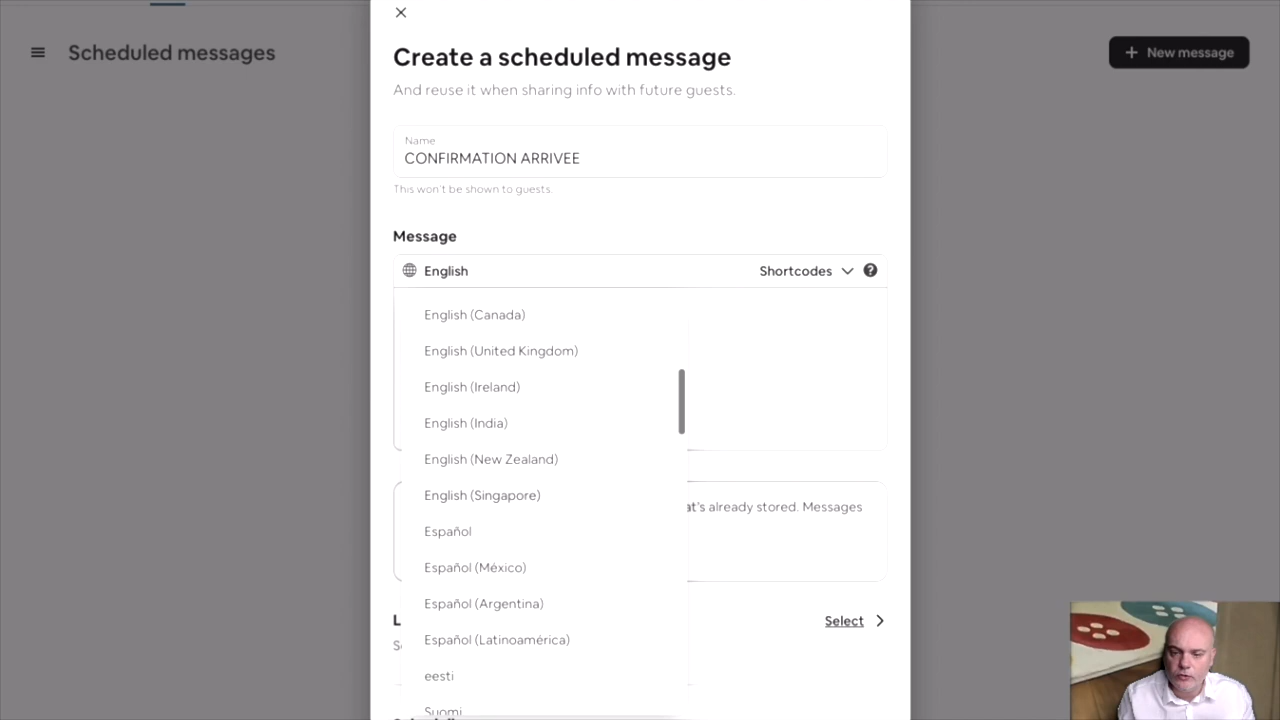 Scheduled messages
New message
Create a scheduled message
And reuse it when sharing info with future guests.
Name
CONFIRMATION ARRIVEE
This won't be shown to guests.
Message
English
Shortcodes
English (Canada)
English (United Kingdom)
English (Ireland)
English (India)
English (New Zealand)
English (Singapore)
at's already stored. Messages
Español
Español (México)
Español (Argentina)
L
Select
Español (Latinoamérica)
eesti
Suomi